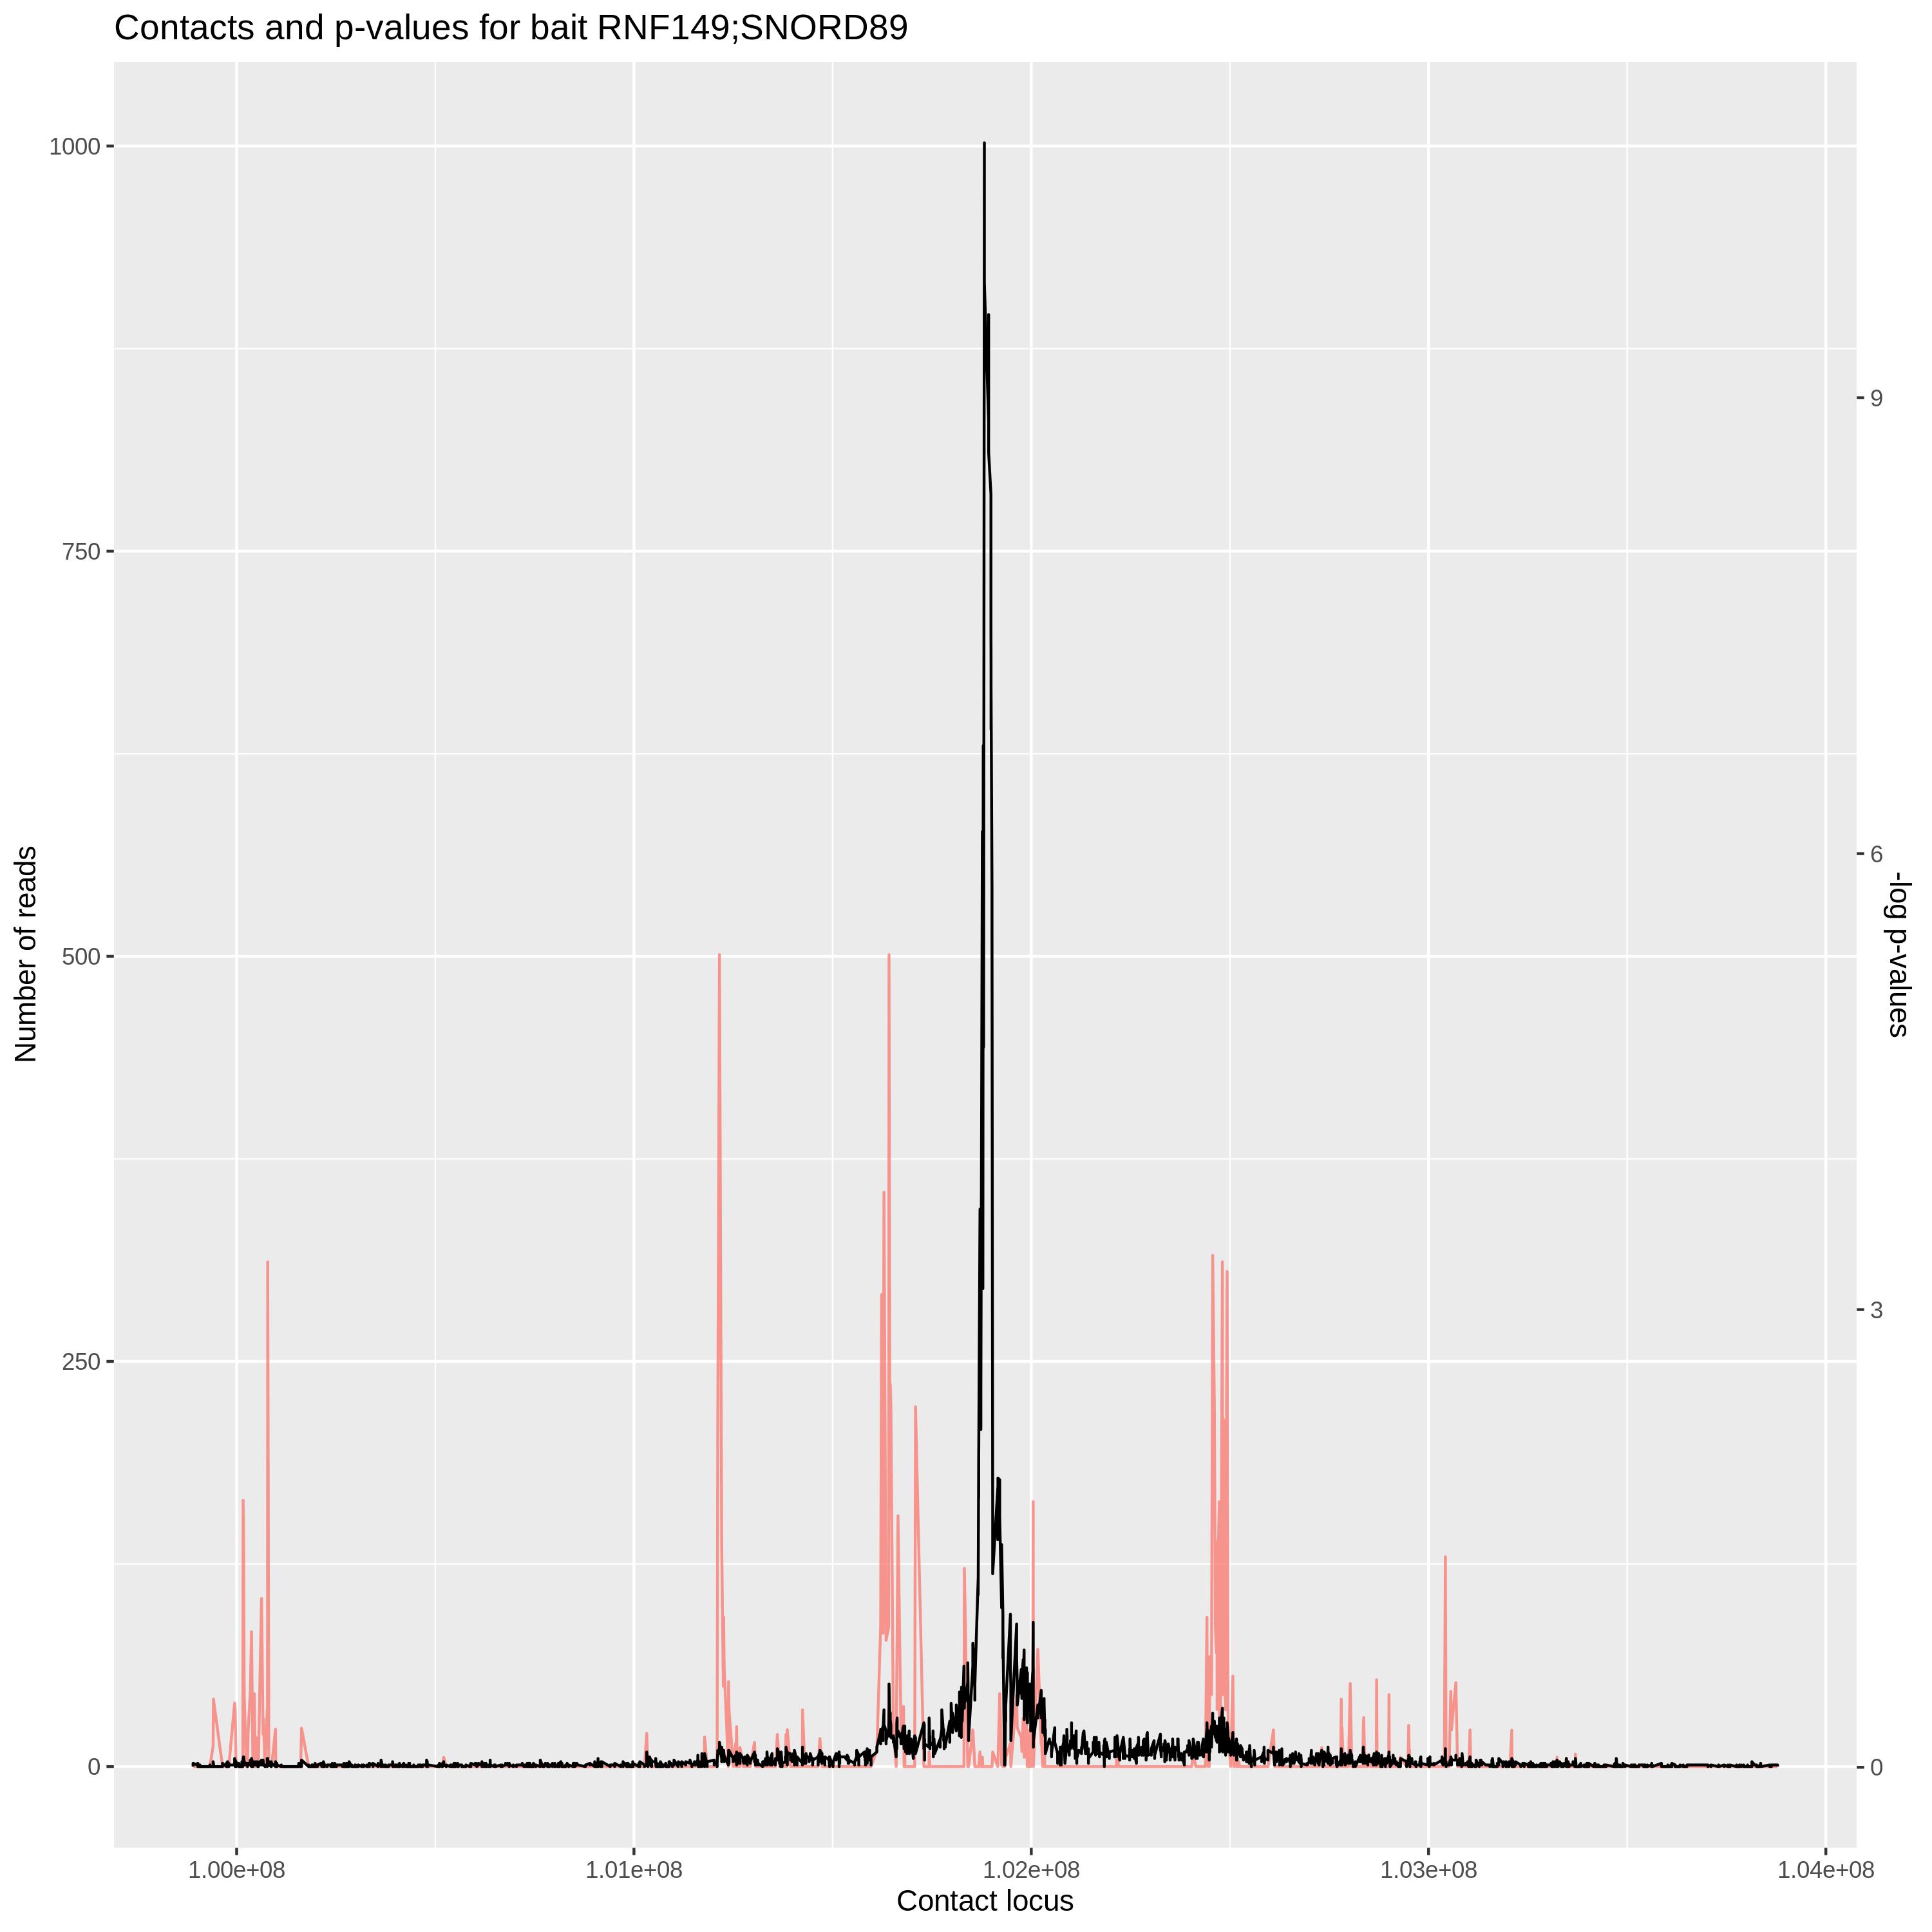 Contacts and p-values for bait RNF149;SNORD89
1000
750
500
250
0
Number of reads
9
6
3
0
-log p-values
1.00e+08
1.01e+08
1.02e+08
1.03e+08
1.04e+08
Contact locus